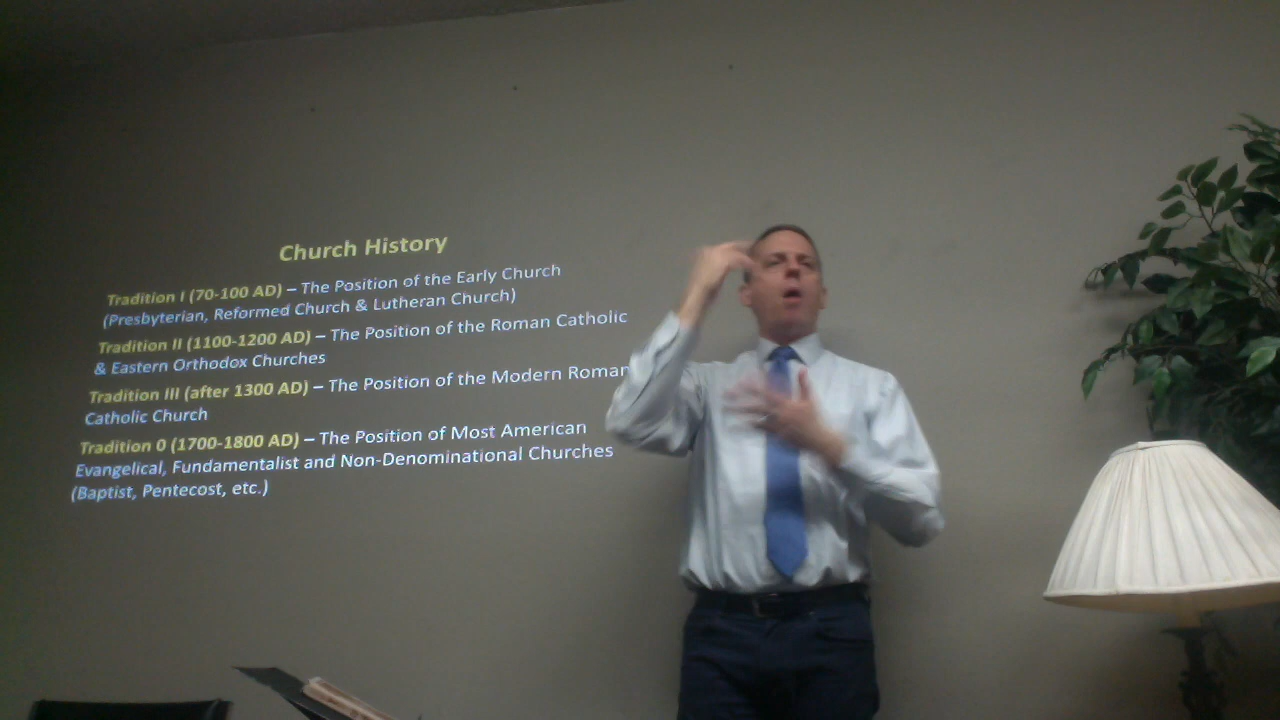 Church History
Tradition I (70-100 AD) – The Position of the Early Church
(Presbyterian, Reformed Church & Lutheran Church)
Tradition II (1100-1200 AD) – The Position of the Roman Catholic
& Eastern Orthodox Churches
Tradition III (after 1300 AD) – The Position of the Modern Roman
Catholic Church
Tradition 0 (1700-1800 AD) – The Position of Most American
Evangelical, Fundamentalist and Non-Denominational Churches
(Baptist, Pentecost, etc.)